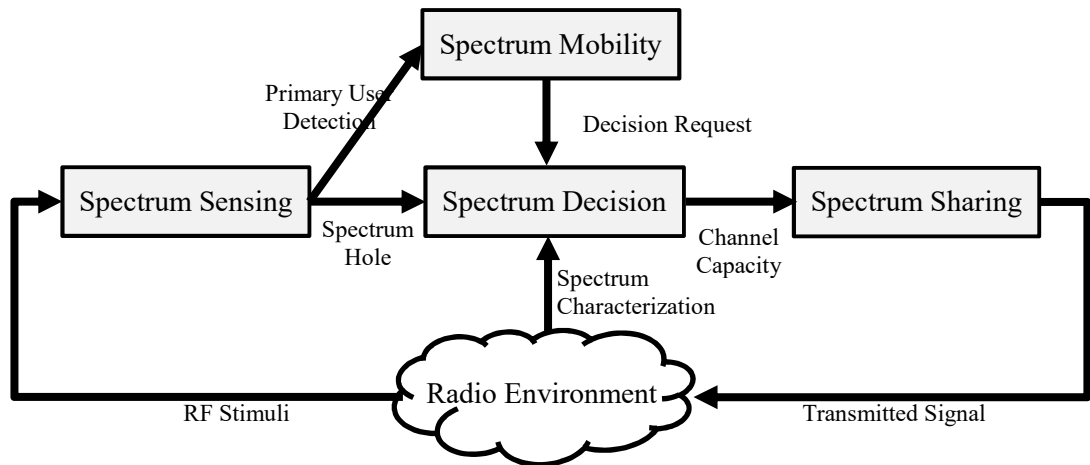 Spectrum Mobility
Primary User
Detection
Decision Request
Spectrum Sensing
Spectrum Decision
Spectrum Sharing
Spectrum
Hole
Channel
Capacity
Spectrum
Characterization
Radio Environment
RF Stimuli
Transmitted Signal